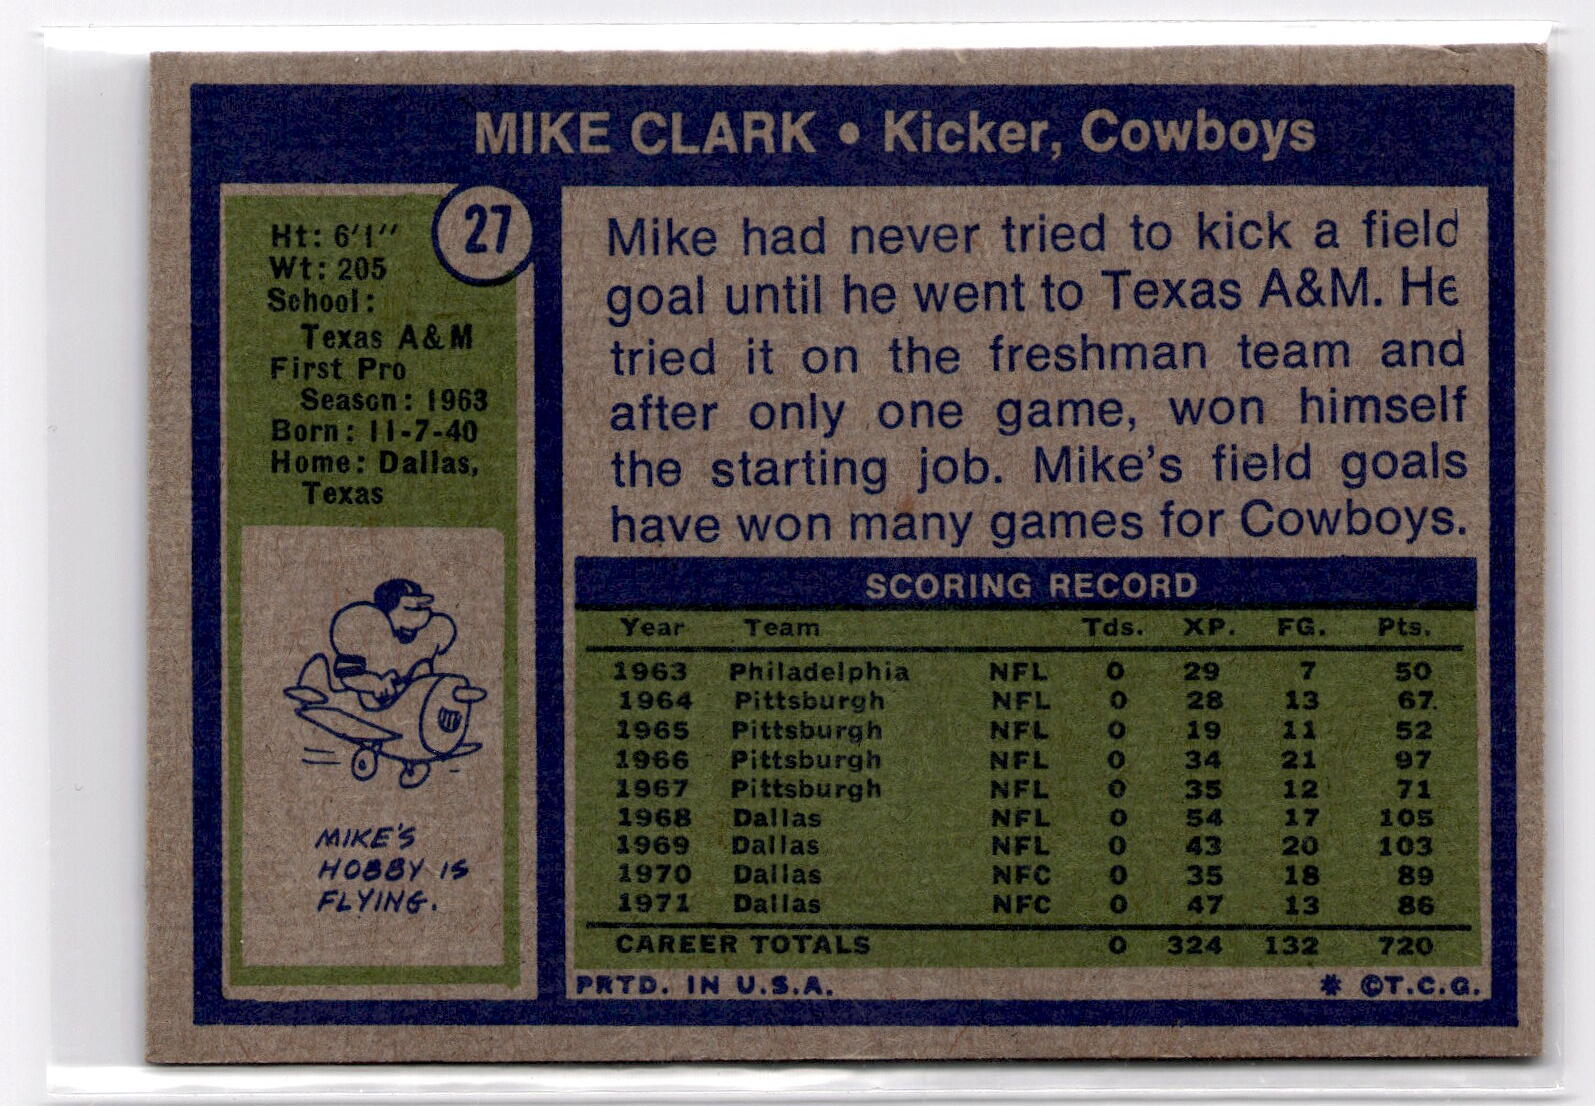 MIKE CLARK • Kicker, Cowboys
27
Ht: 6'1''
Wt: 205
School:
Texas A&M
First Pro
Season: 1963
Born: 11-7-40
Home: Dallas,
Texas
MIKE'S
HOBBY IS
FLYING.
Mike had never tried to kick a field
goal until he went to Texas A&M. He
tried it on the freshman team and
after only one game, won himself
the starting job. Mike's field goals
have won many games for Cowboys.
SCORING RECORD
Year Team Tds. XP. FG. Pts.
1963 Philadelphia NFL 0 29 7 50
1964 Pittsburgh NFL 0 28 13 67.
1965 Pittsburgh NFL 0 19 11 52
1966 Pittsburgh NFL 0 34 21 97
1967 Pittsburgh NFL 0 35 12 71
1968 Dallas NFL 0 54 17 105
1969 Dallas NFL 0 43 20 103
1970 Dallas NFC 0 35 18 89
1971 Dallas NFC 0 47 13 86
CAREER TOTALS 0 324 132 720
PRTD. IN U.S.A. * ©T.C.G.